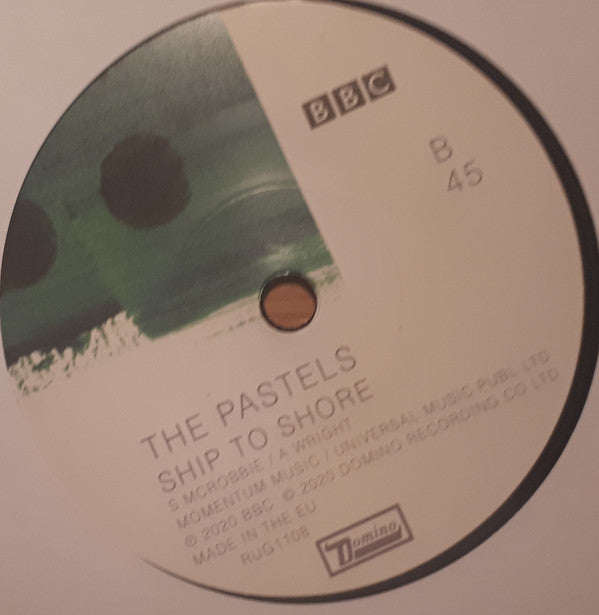 BBC
B
45
THE PASTELS
SHIP TO SHORE
S MCROBBIE / A WRIGHT
MOMENTUM MUSIC / UNIVERSAL MUSIC PUBL LTD
℗ 2020 BBC © 2020 DOMINO RECORDING CO LTD
MADE IN THE EU
RUG1108
Domino